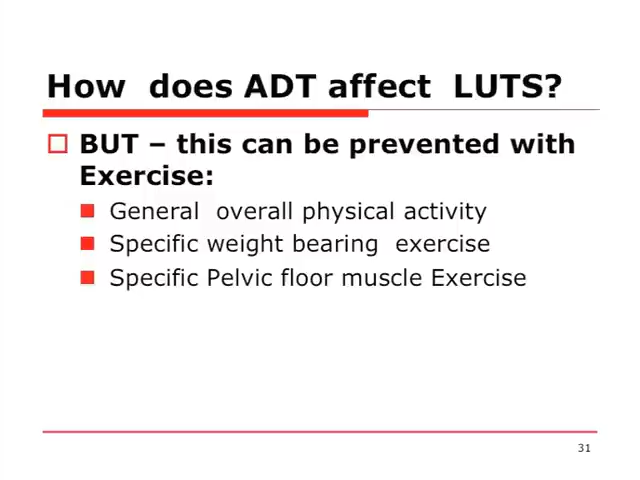 How does ADT affect LUTS?
BUT – this can be prevented with
Exercise:
General overall physical activity
Specific weight bearing exercise
Specific Pelvic floor muscle Exercise
31